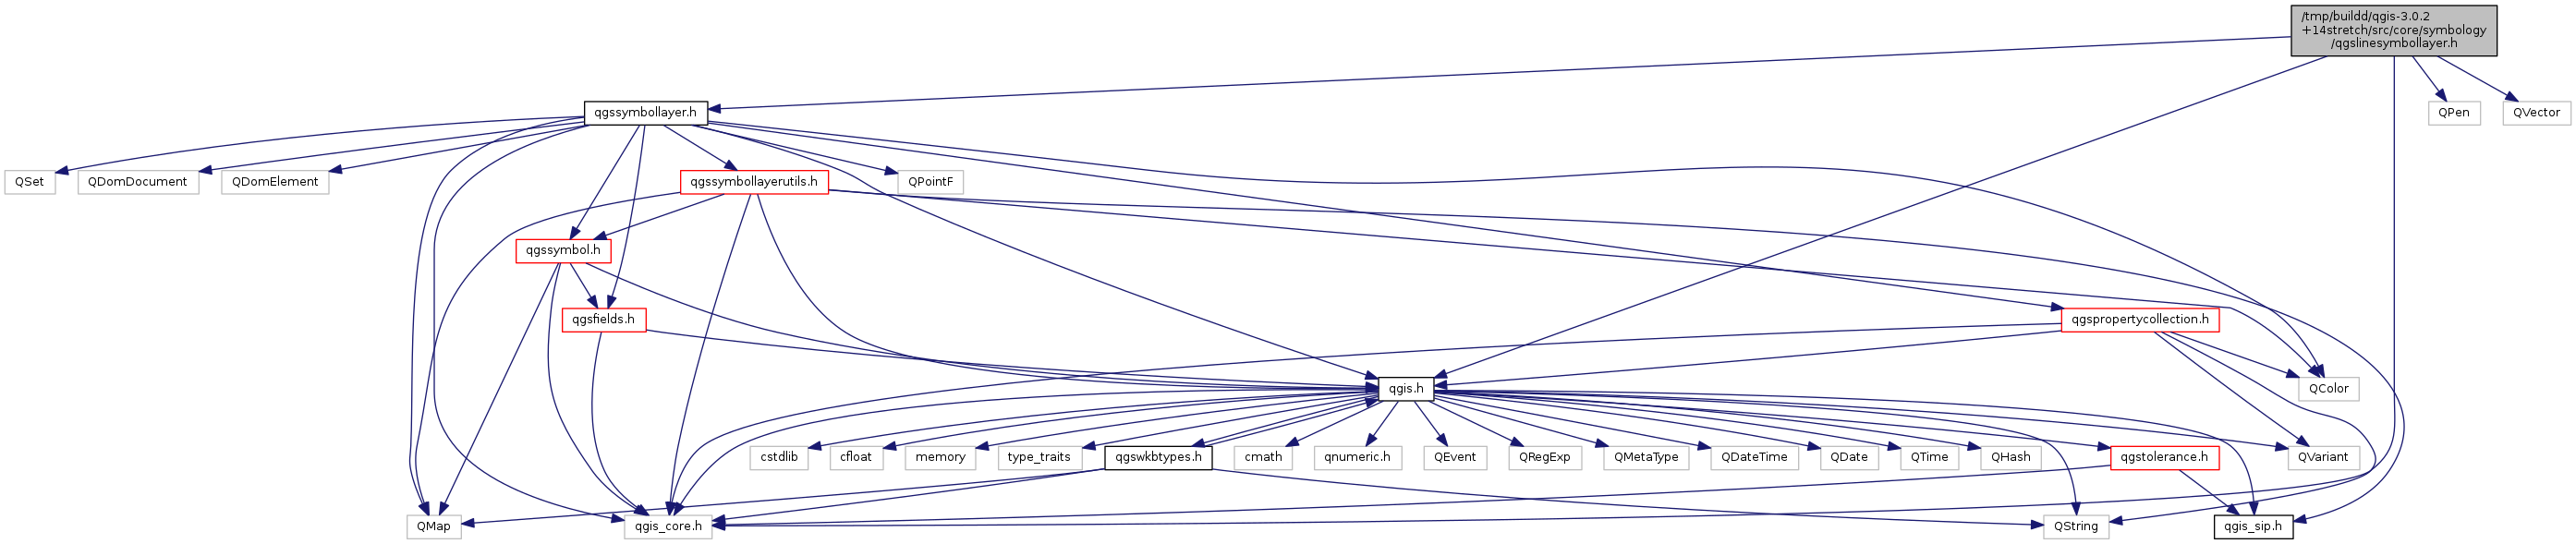 /tmp/buildd/qgis-3.0.2
+14stretch/src/core/symbology
/qgslinesymbollayer.h
qgssymbollayer.h
QPen
QVector
QSet
QDomDocument
QDomElement
qgssymbollayerutils.h
QPointF
qgssymbol.h
qgsfields.h
qgspropertycollection.h
qgis.h
QColor
cstdlib
cfloat
memory
type_traits
qgswkbtypes.h
cmath
qnumeric.h
QEvent
QRegExp
QMetaType
QDateTime
QDate
QTime
QHash
qgstolerance.h
QVariant
QMap
qgis_core.h
QString
qgis_sip.h